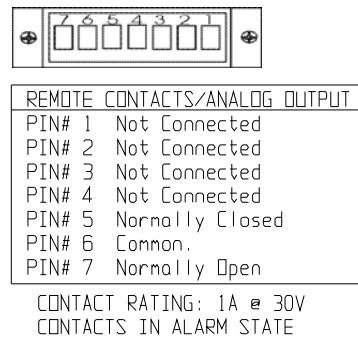 7 6 5 4 3 2 1
REMOTE CONTACTS/ANALOG OUTPUT
PIN# 1 Not Connected
PIN# 2 Not Connected
PIN# 3 Not Connected
PIN# 4 Not Connected
PIN# 5 Normally Closed
PIN# 6 Common.
PIN# 7 Normally Open
CONTACT RATING: 1A @ 30V
CONTACTS IN ALARM STATE